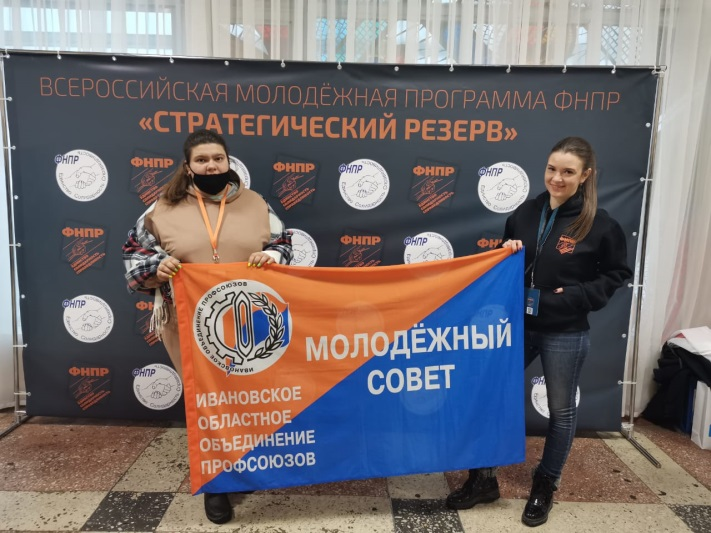 ВСЕРОССИЙСКАЯ МОЛОДЁЖНАЯ ПРОГРАММА ФНПР
«СТРАТЕГИЧЕСКИЙ РЕЗЕРВ»
ФНПР
ФНПР
ФНПР
ФНПР
ФНПР
ФНПР
ФНПР
ФНПР
ФНПР
ФНПР
ФНПР
ИВАНОВСКОЕ ОБЪЕДИНЕНИЕ ПРОФСОЮЗОВ
МОЛОДЁЖНЫЙ
СОВЕТ
ИВАНОВСКОЕ
ОБЛАСТНОЕ
ОБЪЕДИНЕНИЕ
ПРОФСОЮЗОВ